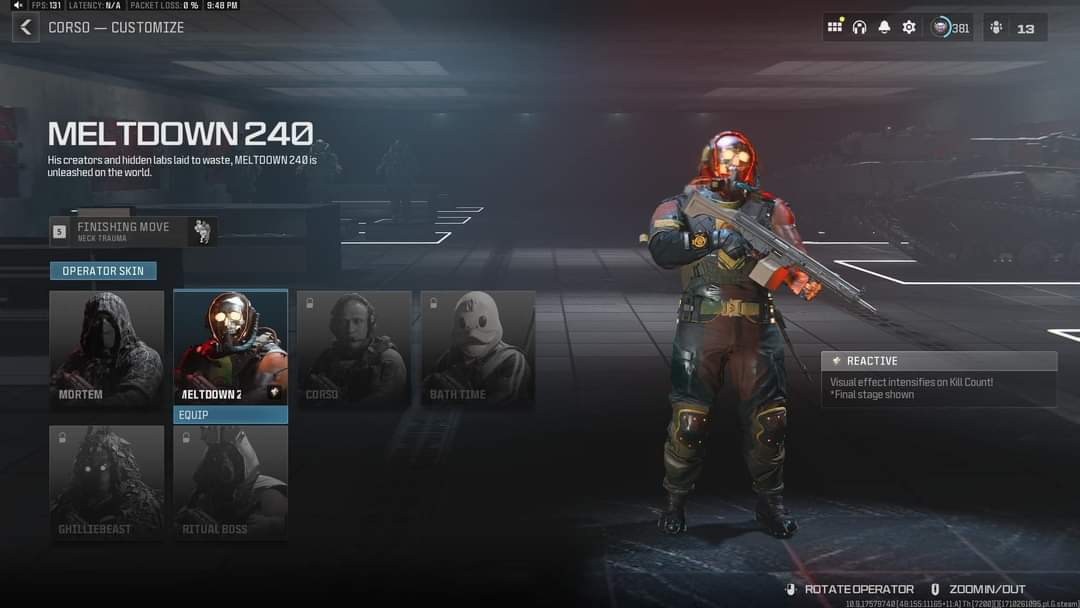 FPS: 131 LATENCY: N/A PACKET LOSS: 0 % 9:48 PM
CORSO — CUSTOMIZE
381
13
MELTDOWN 240
His creators and hidden labs laid to waste, MELTDOWN 240 is
unleashed on the world.
5
FINISHING MOVE
NECK TRAUMA
OPERATOR SKIN
MORTEM
CORSO
BATH TIME
EQUIP
GHILLIEBEAST
RITUAL BOSS
REACTIVE
Visual effect intensifies on Kill Count!
*Final stage shown
ROTATE OPERATOR
ZOOM IN/OUT